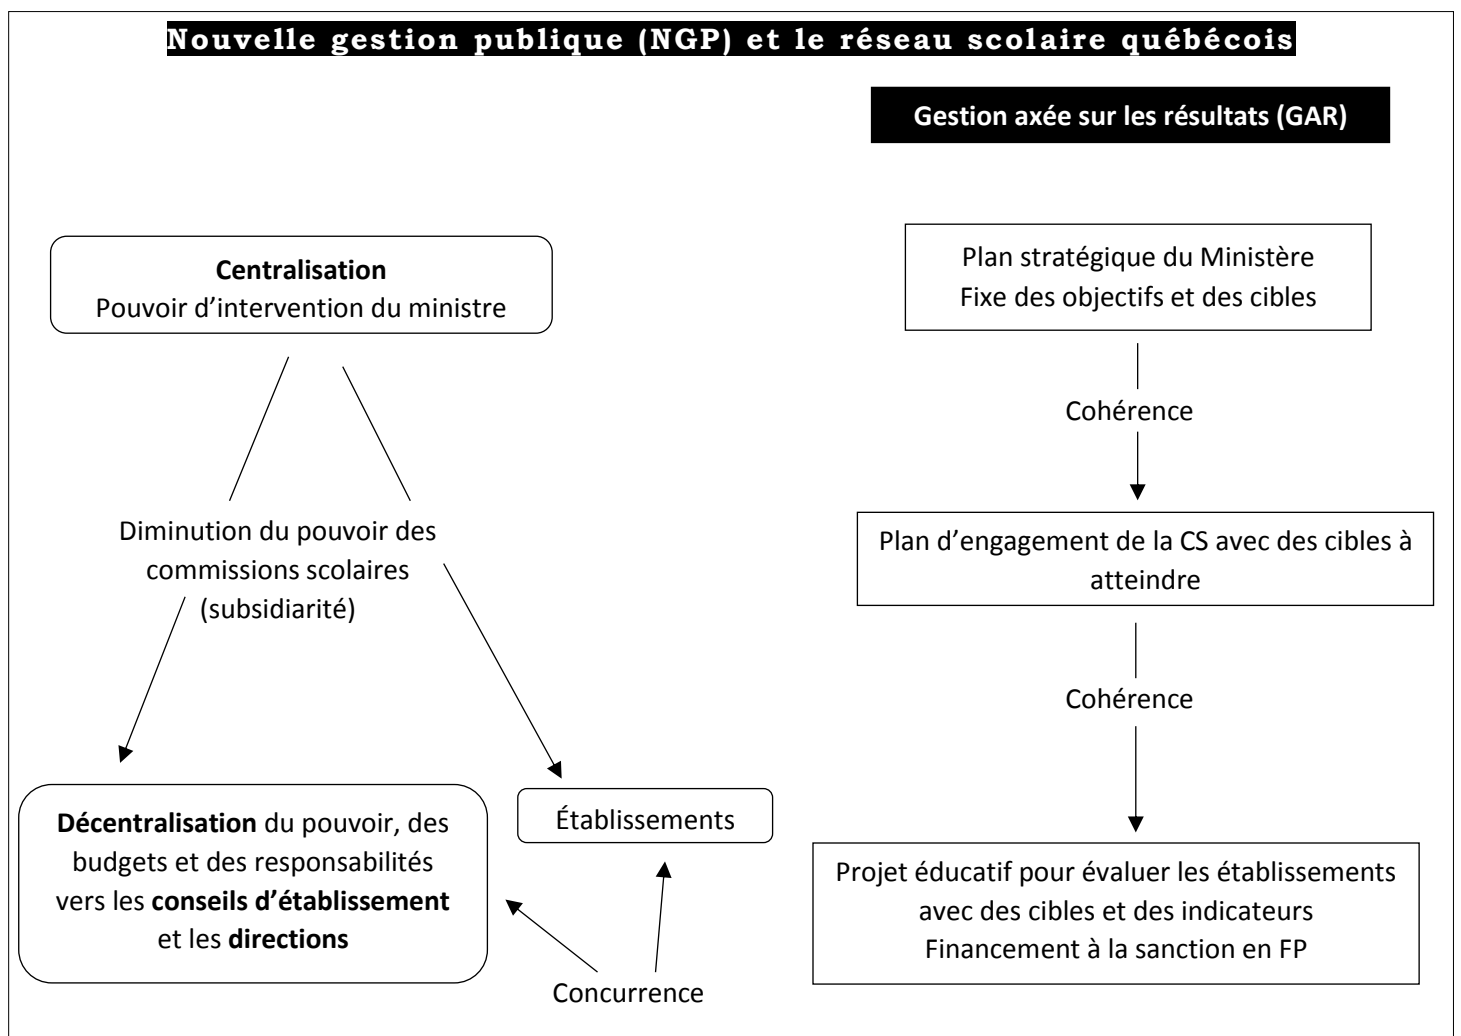 Nouvelle gestion publique (NGP) et le réseau scolaire québécois
Gestion axée sur les résultats (GAR)
Centralisation
Pouvoir d’intervention du ministre
Plan stratégique du Ministère
Fixe des objectifs et des cibles
Cohérence
Diminution du pouvoir des
commissions scolaires
(subsidiarité)
Plan d’engagement de la CS avec des cibles à
atteindre
Cohérence
Décentralisation du pouvoir, des
budgets et des responsabilités
vers les conseils d’établissement
et les directions
Établissements
Concurrence
Projet éducatif pour évaluer les établissements
avec des cibles et des indicateurs
Financement à la sanction en FP